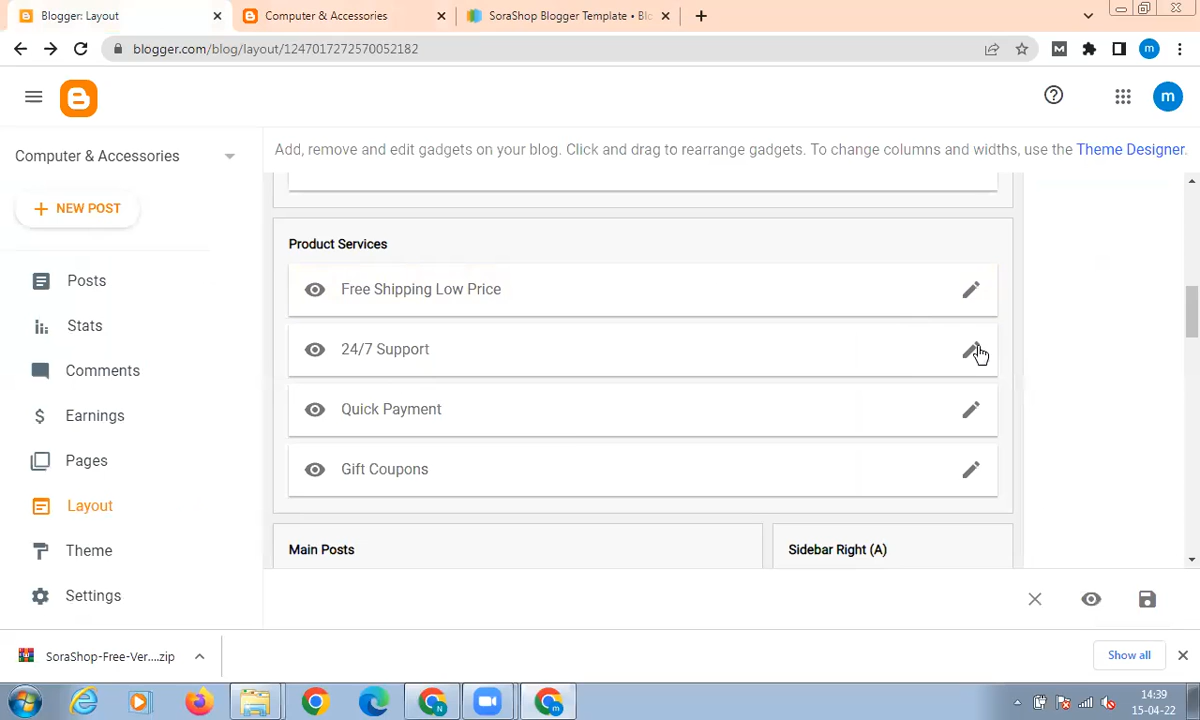 Blogger: Layout
Computer & Accessories
SoraShop Blogger Template • Blo
blogger.com/blog/layout/1247017272570052182
M
m
m
Computer & Accessories
Add, remove and edit gadgets on your blog. Click and drag to rearrange gadgets. To change columns and widths, use the Theme Designer.
NEW POST
Posts
Stats
Comments
Earnings
Pages
Layout
Theme
Settings
Product Services
Free Shipping Low Price
24/7 Support
Quick Payment
Gift Coupons
Main Posts
Sidebar Right (A)
SoraShop-Free-Ver....zip
Show all
N
m
14:39
15-04-22